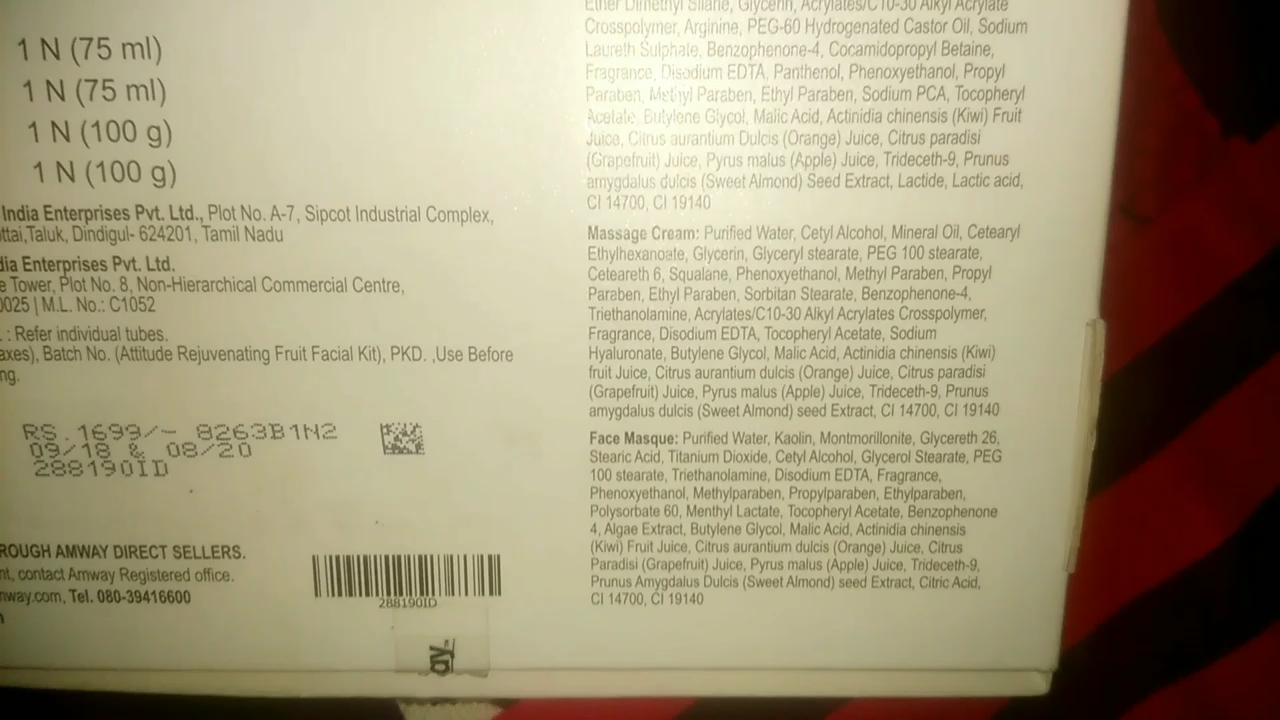 1 N (75 ml)
1 N (75 ml)
1 N (100 g)
1 N (100 g)
India Enterprises Pvt. Ltd., Plot No. A-7, Sipcot Industrial Complex,
ttai,Taluk, Dindigul- 624201, Tamil Nadu
dia Enterprises Pvt. Ltd.
e Tower, Plot No. 8, Non-Hierarchical Commercial Centre,
0025 | M.L. No.: C1052
. : Refer individual tubes.
axes), Batch No. (Attitude Rejuvenating Fruit Facial Kit), PKD. ,Use Before
ng.
RS.1699/- 8263B1N2
09/18 & 08/20
288190ID
ROUGH AMWAY DIRECT SELLERS.
nt, contact Amway Registered office.
nway.com, Tel. 080-39416600
288190ID
ay
Ether Dimethyl Silane, Glycerin, Acrylates/C10-30 Alkyl Acrylate
Crosspolymer, Arginine, PEG-60 Hydrogenated Castor Oil, Sodium
Laureth Sulphate, Benzophenone-4, Cocamidopropyl Betaine,
Fragrance, Disodium EDTA, Panthenol, Phenoxyethanol, Propyl
Paraben, Methyl Paraben, Ethyl Paraben, Sodium PCA, Tocopheryl
Acetate, Butylene Glycol, Malic Acid, Actinidia chinensis (Kiwi) Fruit
Juice, Citrus aurantium Dulcis (Orange) Juice, Citrus paradisi
(Grapefruit) Juice, Pyrus malus (Apple) Juice, Trideceth-9, Prunus
amygdalus dulcis (Sweet Almond) Seed Extract, Lactide, Lactic acid,
CI 14700, CI 19140
Massage Cream: Purified Water, Cetyl Alcohol, Mineral Oil, Cetearyl
Ethylhexanoate, Glycerin, Glyceryl stearate, PEG 100 stearate,
Ceteareth 6, Squalane, Phenoxyethanol, Methyl Paraben, Propyl
Paraben, Ethyl Paraben, Sorbitan Stearate, Benzophenone-4,
Triethanolamine, Acrylates/C10-30 Alkyl Acrylates Crosspolymer,
Fragrance, Disodium EDTA, Tocopheryl Acetate, Sodium
Hyaluronate, Butylene Glycol, Malic Acid, Actinidia chinensis (Kiwi)
fruit Juice, Citrus aurantium dulcis (Orange) Juice, Citrus paradisi
(Grapefruit) Juice, Pyrus malus (Apple) Juice, Trideceth-9, Prunus
amygdalus dulcis (Sweet Almond) seed Extract, CI 14700, CI 19140
Face Masque: Purified Water, Kaolin, Montmorillonite, Glycereth 26,
Stearic Acid, Titanium Dioxide, Cetyl Alcohol, Glycerol Stearate, PEG
100 stearate, Triethanolamine, Disodium EDTA, Fragrance,
Phenoxyethanol, Methylparaben, Propylparaben, Ethylparaben,
Polysorbate 60, Menthyl Lactate, Tocopheryl Acetate, Benzophenone
4, Algae Extract, Butylene Glycol, Malic Acid, Actinidia chinensis
(Kiwi) Fruit Juice, Citrus aurantium dulcis (Orange) Juice, Citrus
Paradisi (Grapefruit) Juice, Pyrus malus (Apple) Juice, Trideceth-9,
Prunus Amygdalus Dulcis (Sweet Almond) seed Extract, Citric Acid,
CI 14700, CI 19140